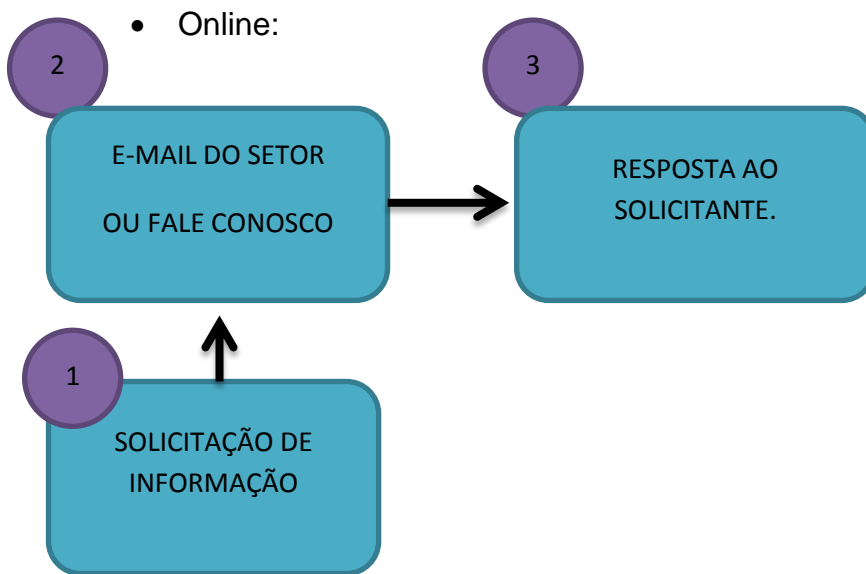 • Online:
2
E-MAIL DO SETOR
OU FALE CONOSCO
3
RESPOSTA AO
SOLICITANTE.
1
SOLICITAÇÃO DE
INFORMAÇÃO